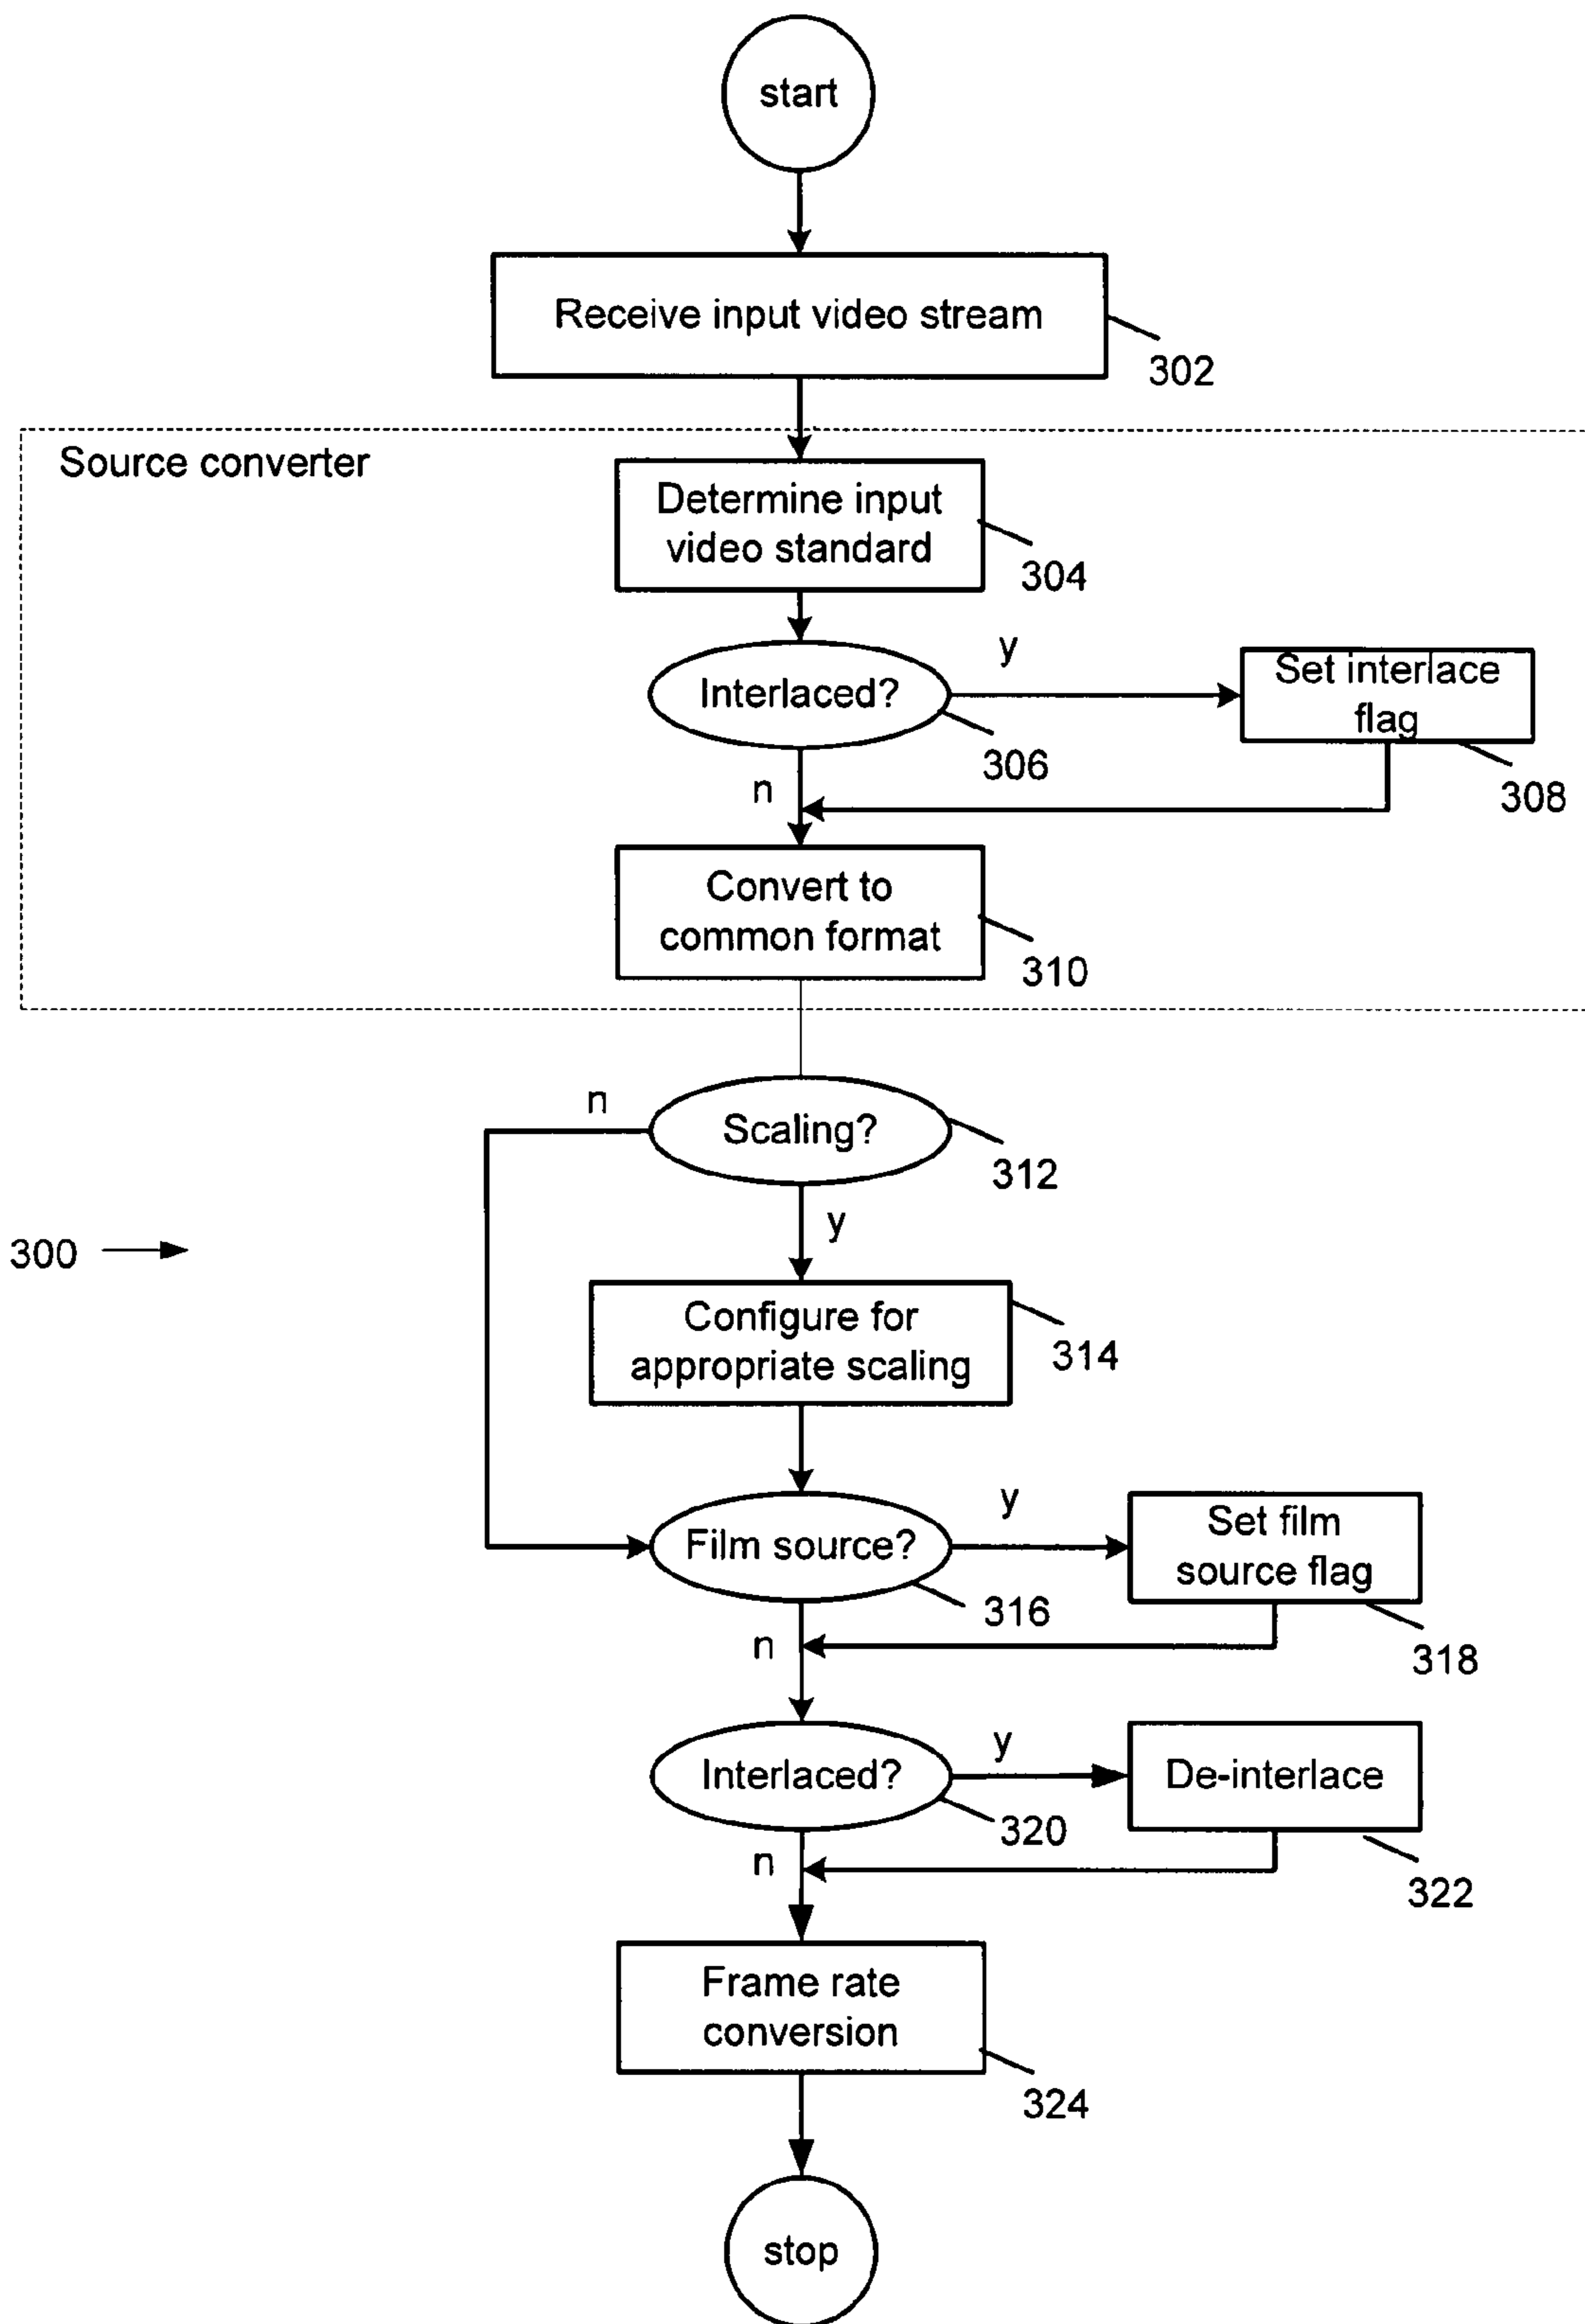 start
Receive input video stream
302
Source converter
Determine input
video standard
304
y
Interlaced?
Set interlace
flag
306
308
n
Convert to
common format
310
n
Scaling?
312
y
300
Configure for
appropriate scaling
314
y
Film source?
Set film
source flag
316
318
n
y
Interlaced?
De-interlace
320
322
n
Frame rate
conversion
324
stop